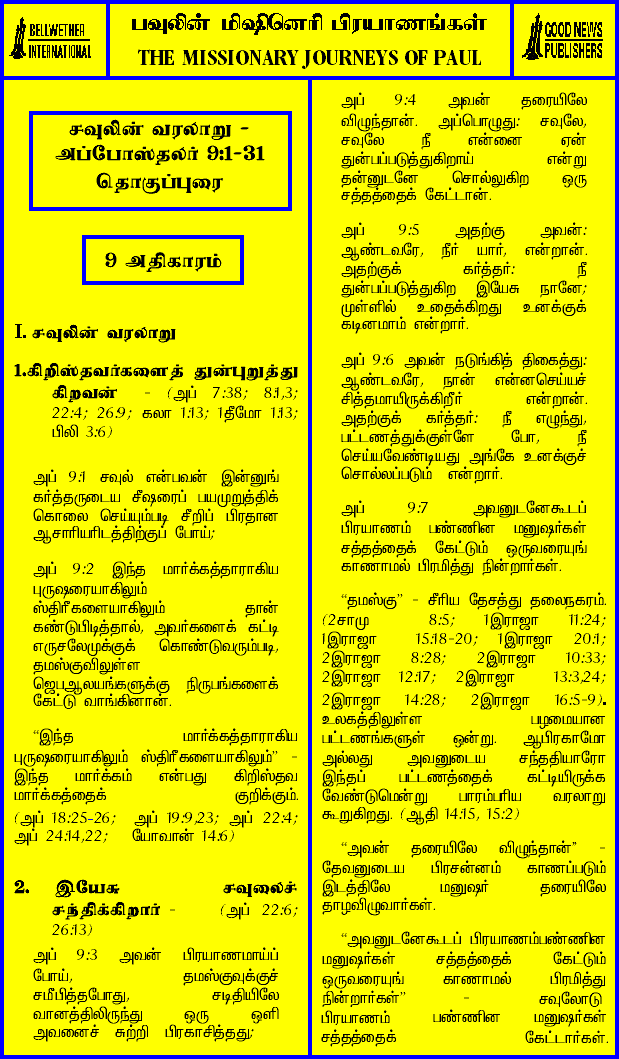 BELLWETHER
INTERNATIONAL
பவுலின் மிஷினெரி பிரயாணங்கள்
THE MISSIONARY JOURNEYS OF PAUL
GOOD NEWS
PUBLISHERS
சவுலின் வரலாறு -
அப்போஸ்தலர் 9:1-31
தொகுப்புரை
9 அதிகாரம்
I. சவுலின் வரலாறு
1.கிறிஸ்தவர்களைத் துன்புறுத்து
கிறவன் - (அப் 7:38; 8:1,3;
22:4; 26:9; கலா 1:13; 1தீமோ 1:13;
பிலி 3:6)
அப் 9:1 சவுல் என்பவன் இன்னுங்
கர்த்தருடைய சீஷரைப் பயமுறுத்திக்
கொலை செய்யும்படி சீறிப் பிரதான
ஆசாரியரிடத்திற்குப் போய்;
அப் 9:2 இந்த மார்க்கத்தாராகிய
புருஷரையாகிலும்
ஸ்திரீகளையாகிலும் தான்
கண்டுபிடித்தால், அவர்களைக் கட்டி
எருசலேமுக்குக் கொண்டுவரும்படி,
தமஸ்குவிலுள்ள
ஜெபஆலயங்களுக்கு நிருபங்களைக்
கேட்டு வாங்கினான்.
“இந்த மார்க்கத்தாராகிய
புருஷரையாகிலும் ஸ்திரீகளையாகிலும்” -
இந்த மார்க்கம் என்பது கிறிஸ்தவ
மார்க்கத்தைக் குறிக்கும்.
(அப் 18:25-26; அப் 19:9,23; அப் 22:4;
அப் 24:14,22; யோவான் 14:6)
2. இயேசு சவுலைச்
சந்திக்கிறார் - (அப் 22:6;
26:13)
அப் 9:3 அவன் பிரயாணமாய்ப்
போய், தமஸ்குவுக்குச்
சமீபித்தபோது, சடிதியிலே
வானத்திலிருந்து ஒரு ஒளி
அவனைச் சுற்றி பிரகாசித்தது;
அப் 9:4 அவன் தரையிலே
விழுந்தான். அப்பொழுது: சவுலே,
சவுலே நீ என்னை ஏன்
துன்பப்படுத்துகிறாய் என்று
தன்னுடனே சொல்லுகிற ஒரு
சத்தத்தைக் கேட்டான்.
அப் 9:5 அதற்கு அவன்:
ஆண்டவரே, நீர் யார், என்றான்.
அதற்குக் கர்த்தர்: நீ
துன்பப்படுத்துகிற இயேசு நானே;
முள்ளில் உதைக்கிறது உனக்குக்
கடினமாம் என்றார்.
அப் 9:6 அவன் நடுங்கித் திகைத்து:
ஆண்டவரே, நான் என்னசெய்யச்
சித்தமாயிருக்கிறீர் என்றான்.
அதற்குக் கர்த்தர்: நீ எழுந்து,
பட்டணத்துக்குள்ளே போ, நீ
செய்யவேண்டியது அங்கே உனக்குச்
சொல்லப்படும் என்றார்.
அப் 9:7 அவனுடனேகூடப்
பிரயாணம் பண்ணின மனுஷர்கள்
சத்தத்தைக் கேட்டும் ஒருவரையுங்
காணாமல் பிரமித்து நின்றார்கள்.
“தமஸ்கு” - சீரிய தேசத்து தலைநகரம்.
(2சாமு 8:5; 1இராஜா 11:24;
1இராஜா 15:18-20; 1இராஜா 20:1;
2இராஜா 8:28; 2இராஜா 10:33;
2இராஜா 12:17; 2இராஜா 13:3,24;
2இராஜா 14:28; 2இராஜா 16:5-9).
உலகத்திலுள்ள பழமையான
பட்டணங்களுள் ஒன்று. ஆபிரகாமோ
அல்லது அவனுடைய சந்ததியாரோ
இந்தப் பட்டணத்தைக் கட்டியிருக்க
வேண்டுமென்று பாரம்பரிய வரலாறு
கூறுகிறது. (ஆதி 14:15, 15:2)
“அவன் தரையிலே விழுந்தான்” -
தேவனுடைய பிரசன்னம் காணப்படும்
இடத்திலே மனுஷர் தரையிலே
தாழவிழுவார்கள்.
“அவனுடனேகூடப் பிரயாணம்பண்ணின
மனுஷர்கள் சத்தத்தைக் கேட்டும்
ஒருவரையுங் காணாமல் பிரமித்து
நின்றார்கள்” - சவுலோடு
பிரயாணம் பண்ணின மனுஷர்கள்
சத்தத்தைக் கேட்டார்கள்.